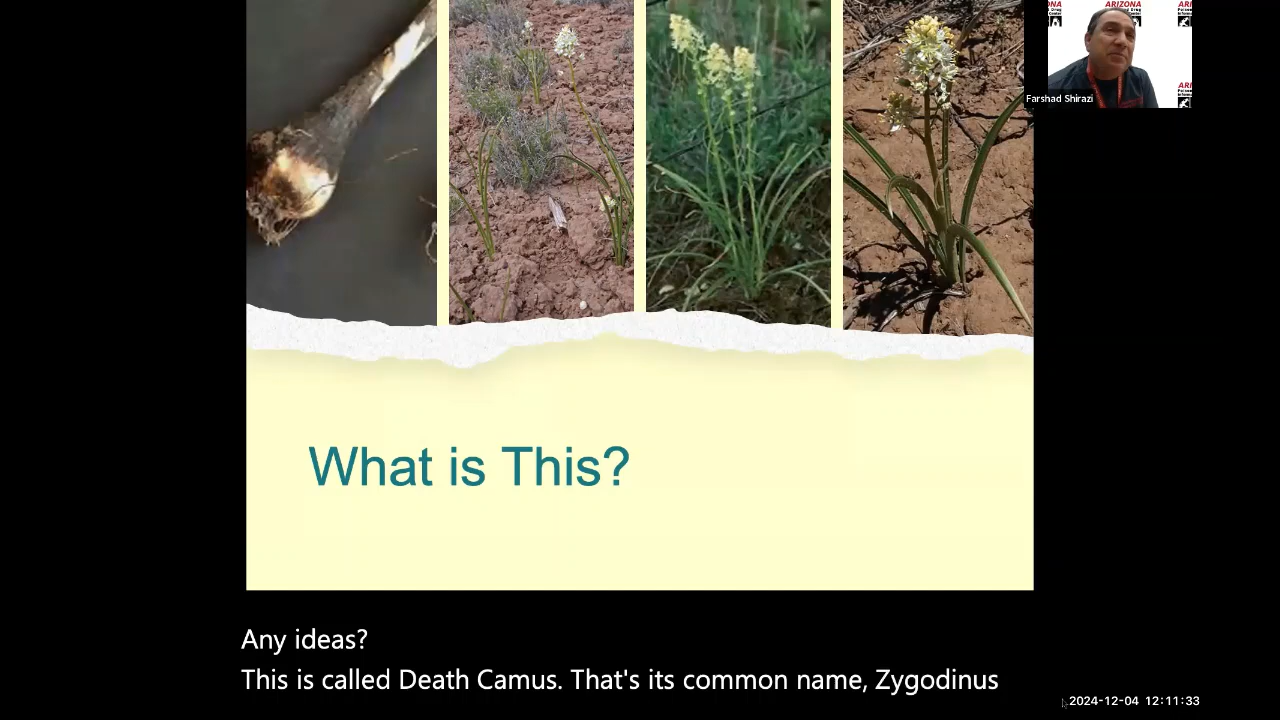 ARIZONA
Farshad Shirazi
What is This?
Any ideas?
This is called Death Camus. That's its common name, Zygodinus
2024-12-04 12:11:33